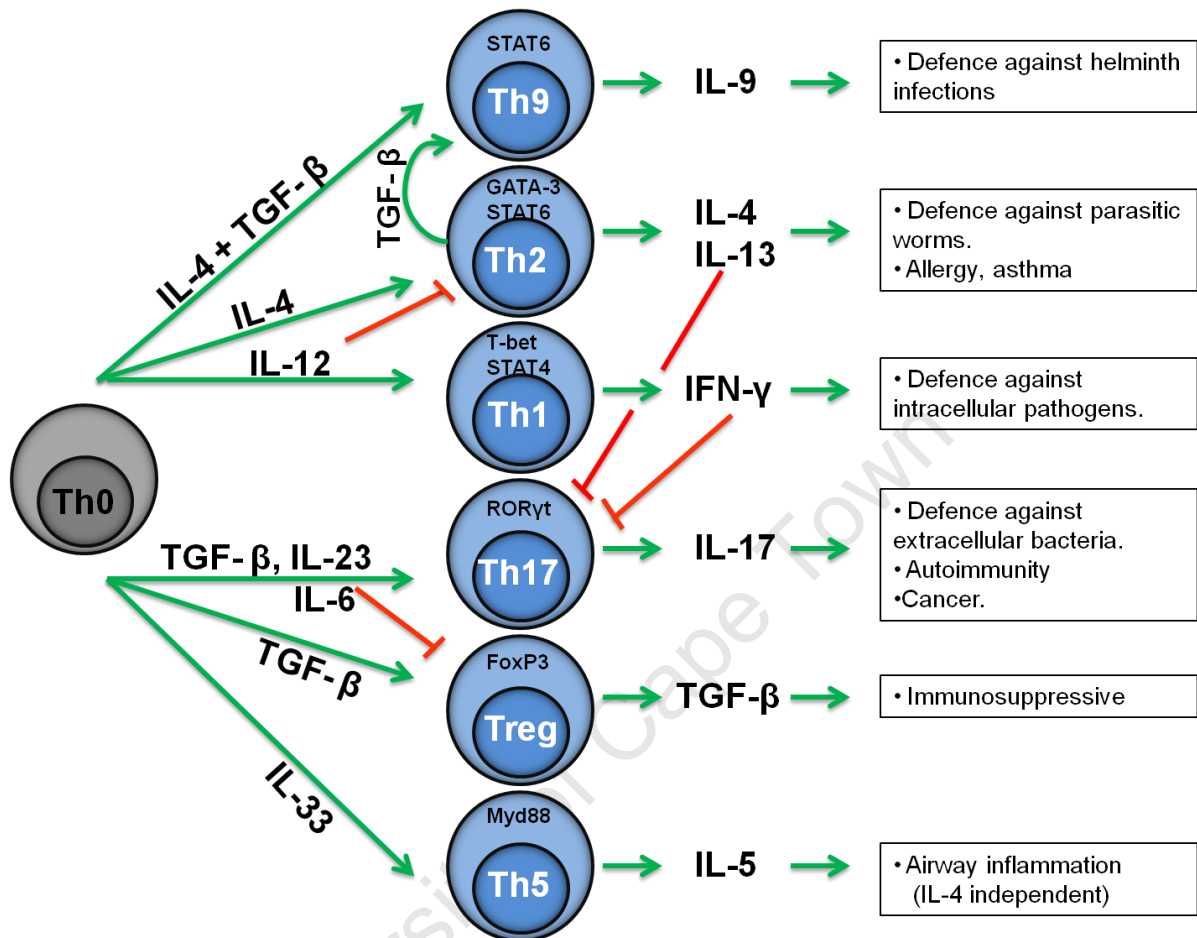 STAT6
Th9
IL-9
• Defence against helminth
infections
IL-4 + TGF- β
TGF- β
GATA-3
STAT6
Th2
IL-4
IL-13
• Defence against parasitic
worms.
• Allergy, asthma
IL-4
IL-12
T-bet
STAT4
Th1
IFN-γ
• Defence against
intracellular pathogens.
Th0
TGF- β, IL-23
IL-6
RORγt
Th17
IL-17
• Defence against
extracellular bacteria.
• Autoimmunity
•Cancer.
TGF- β
FoxP3
Treg
TGF-β
• Immunosuppressive
IL-33
Myd88
Th5
IL-5
• Airway inflammation
(IL-4 independent)
of Cape Town